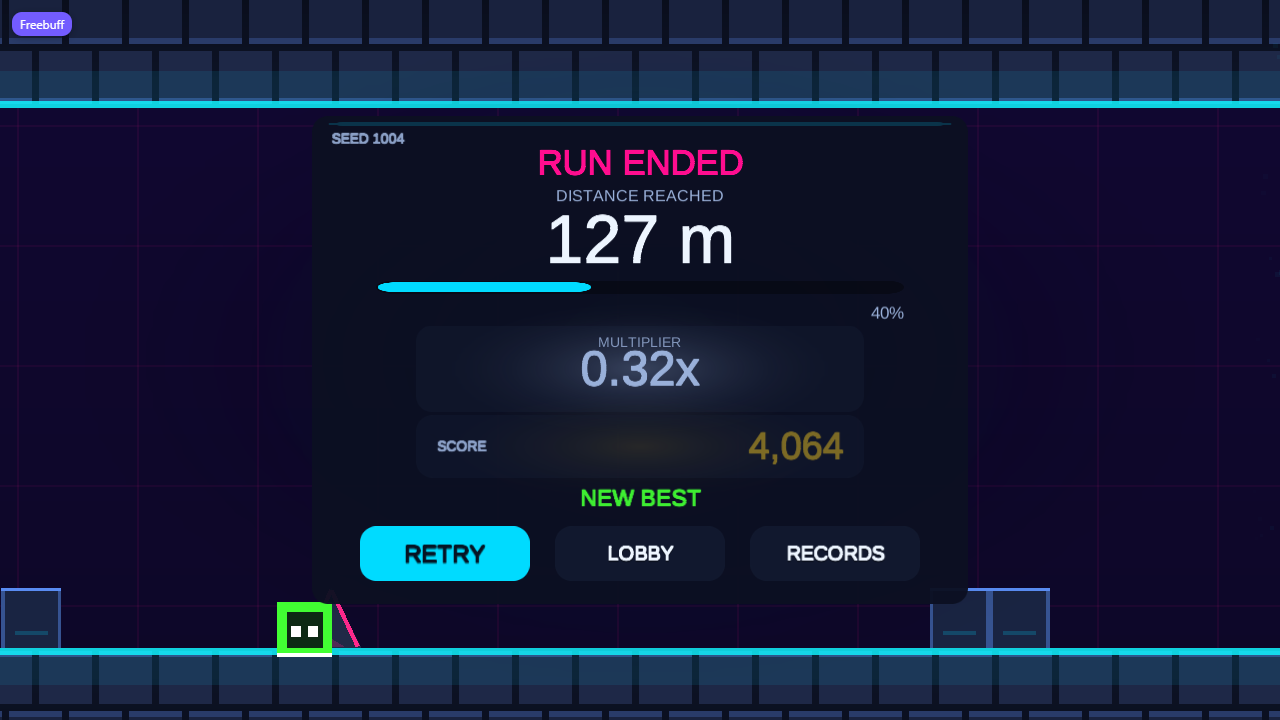 Freebuff
SEED 1004
RUN ENDED
DISTANCE REACHED
127 m
40%
MULTIPLIER
0.32x
SCORE
4,064
NEW BEST
RETRY
LOBBY
RECORDS